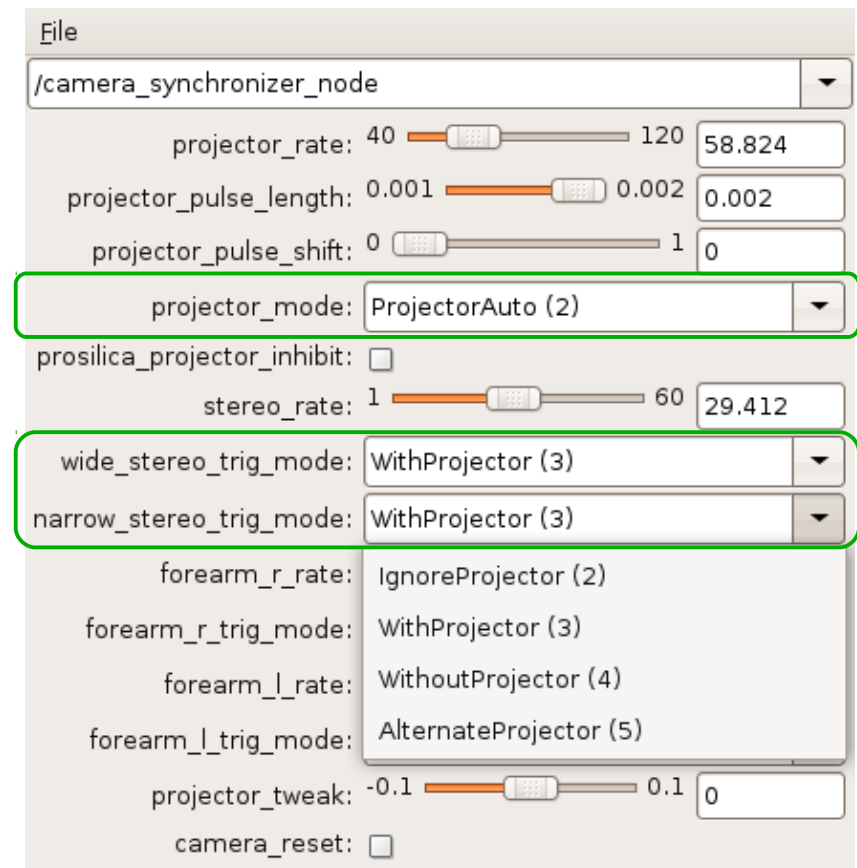 File
/camera_synchronizer_node
projector_rate: 40 120 58.824
projector_pulse_length: 0.001 0.002 0.002
projector_pulse_shift: 0 1 0
projector_mode: ProjectorAuto (2)
prosilica_projector_inhibit:
stereo_rate: 1 60 29.412
wide_stereo_trig_mode: WithProjector (3)
narrow_stereo_trig_mode: WithProjector (3)
forearm_r_rate: IgnoreProjector (2)
forearm_r_trig_mode: WithProjector (3)
forearm_l_rate: WithoutProjector (4)
forearm_l_trig_mode: AlternateProjector (5)
projector_tweak: -0.1 0.1 0
camera_reset: